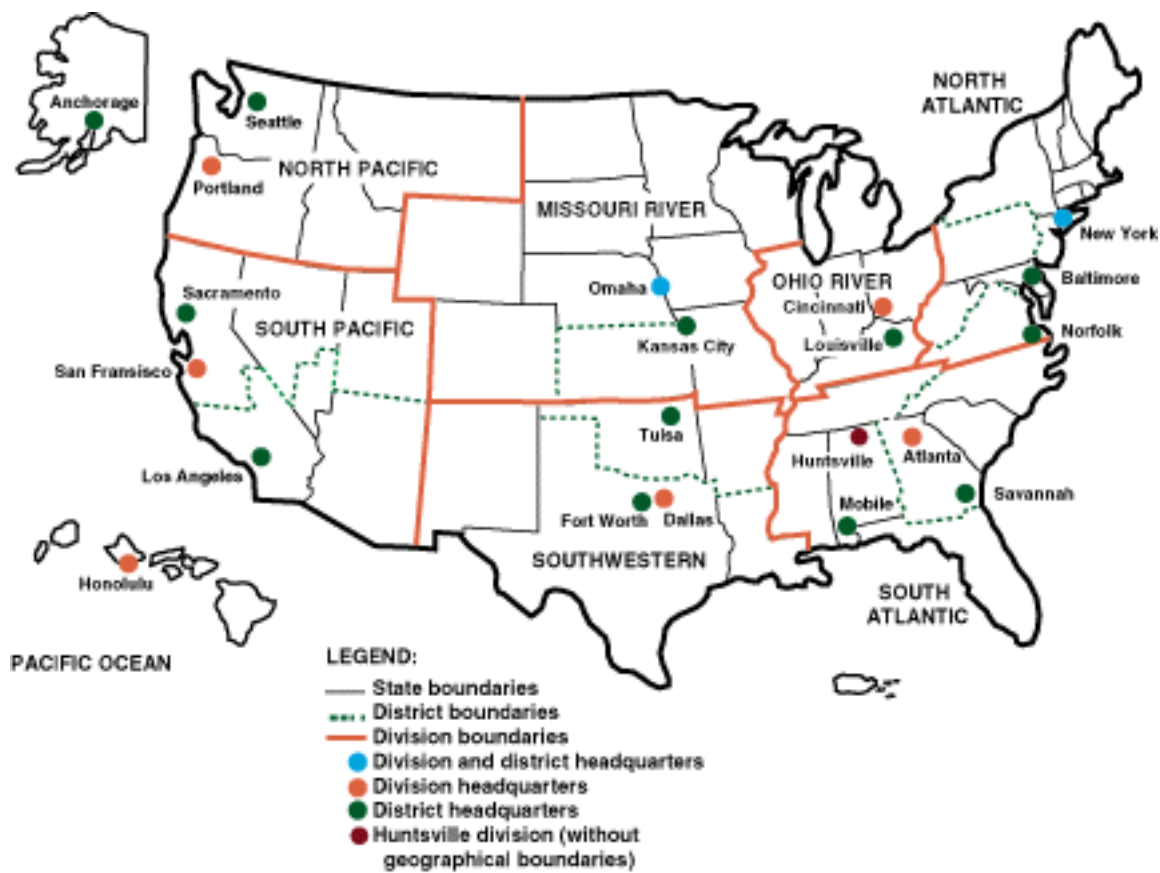 NORTH
ATLANTIC
Anchorage
Seattle
NORTH PACIFIC
Portland
MISSOURI RIVER
New York
OHIO RIVER
Baltimore
Omaha
Sacramento
Cincinnati
SOUTH PACIFIC
Norfolk
Kansas City
Louisville
San Fransisco
Tulsa
Huntsville
Atlanta
Los Angeles
Savannah
Mobile
Fort Worth
Dallas
SOUTHWESTERN
Honolulu
SOUTH
ATLANTIC
PACIFIC OCEAN
LEGEND:
State boundaries
District boundaries
Division boundaries
Division and district headquarters
Division headquarters
District headquarters
Huntsville division (without
geographical boundaries)